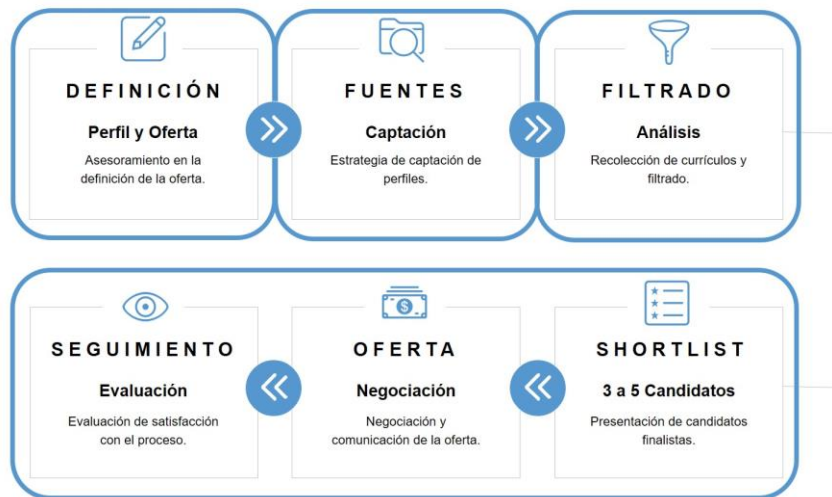 DEFINICIÓN
Perfil y Oferta
Asesoramiento en la
definición de la oferta.
FUENTES
Captación
Estrategia de captación de
perfiles.
FILTRADO
Análisis
Recolección de currículos y
filtrado.
SEGUIMIENTO
Evaluación
Evaluación de satisfacción
con el proceso.
OFERTA
Negociación
Negociación y
comunicación de la oferta.
SHORTLIST
3 a 5 Candidatos
Presentación de candidatos
finalistas.